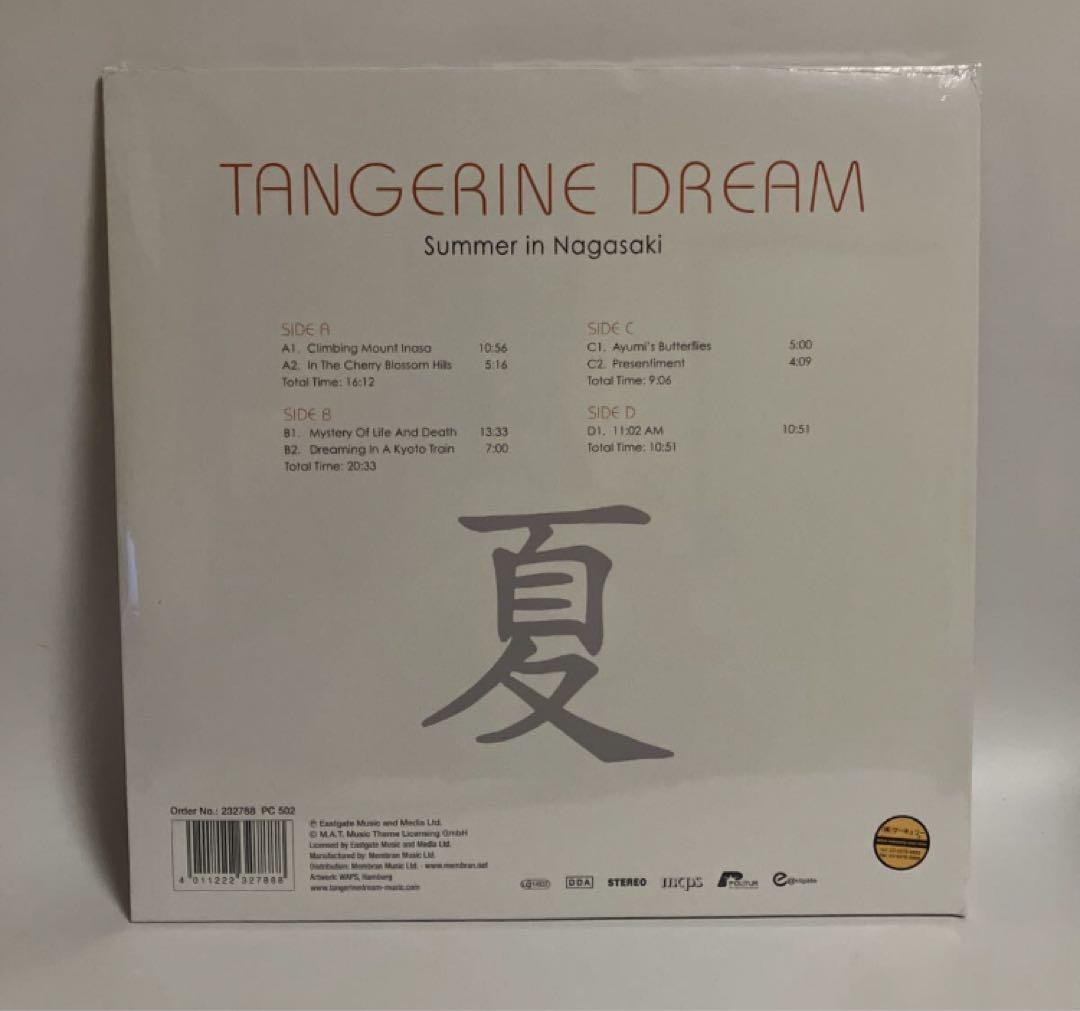 TANGERINE DREAM
Summer in Nagasaki
SIDE A
A1. Climbing Mount Inasa 10:56
A2. In The Cherry Blossom Hills 5:16
Total Time: 16:12
SIDE B
B1. Mystery Of Life And Death 13:33
B2. Dreaming In A Kyoto Train 7:00
Total Time: 20:33
SIDE C
C1. Ayumi's Butterflies 5:00
C2. Presentiment 4:09
Total Time: 9:06
SIDE D
D1. 11:02 AM 10:51
Total Time: 10:51
夏
Order No.: 232788 PC 502
4 011222 327888
℗ Eastgate Music and Media Ltd.
© M.A.T. Music Theme Licensing GmbH
Licensed by Eastgate Music and Media Ltd.
Manufactured by: Membran Music Ltd.
Distribution: Membran Music Ltd. - www.membran.net
Artwork: WAPS, Hamburg
www.tangerinedream-music.com
DDA
STEREO
mcps
POLITUR
e@stgate